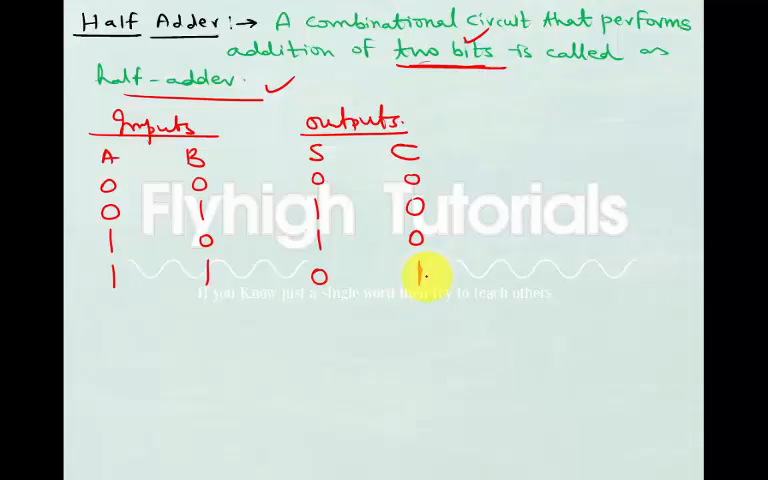 Half Adder :→ A combinational circuit that performs
addition of two bits is called as
half-adder.
Inputs outputs.
A B S C
0 0 0 0
0 1 1 0
1 0 1 0
1 1 0 1
Flyhigh Tutorials
If you Know just a single word then try to teach others